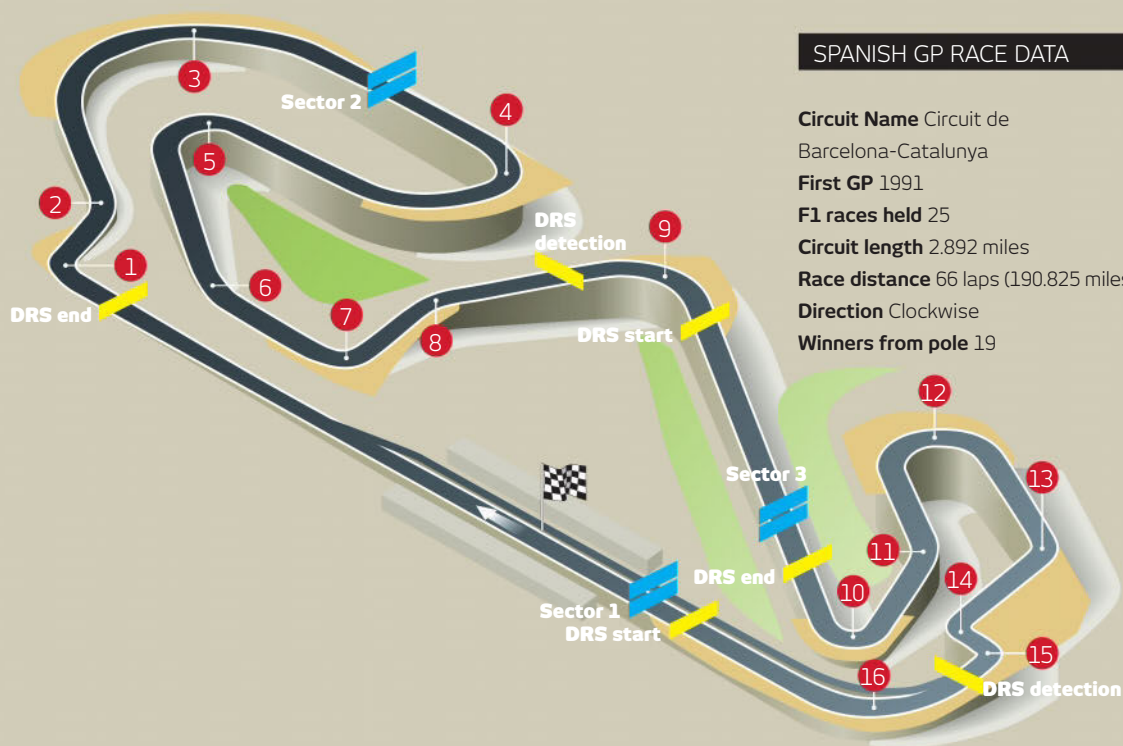 SPANISH GP RACE DATA
Circuit Name Circuit de
Barcelona-Catalunya
First GP 1991
F1 races held 25
Circuit length 2.892 miles
Race distance 66 laps (190.825 miles
Direction Clockwise
Winners from pole 19
3
Sector 2
4
5
2
DRS
detection
9
1
6
DRS end
7
8
DRS start
12
Sector 3
13
11
DRS end
14
10
Sector 1
DRS start
15
16
DRS detection